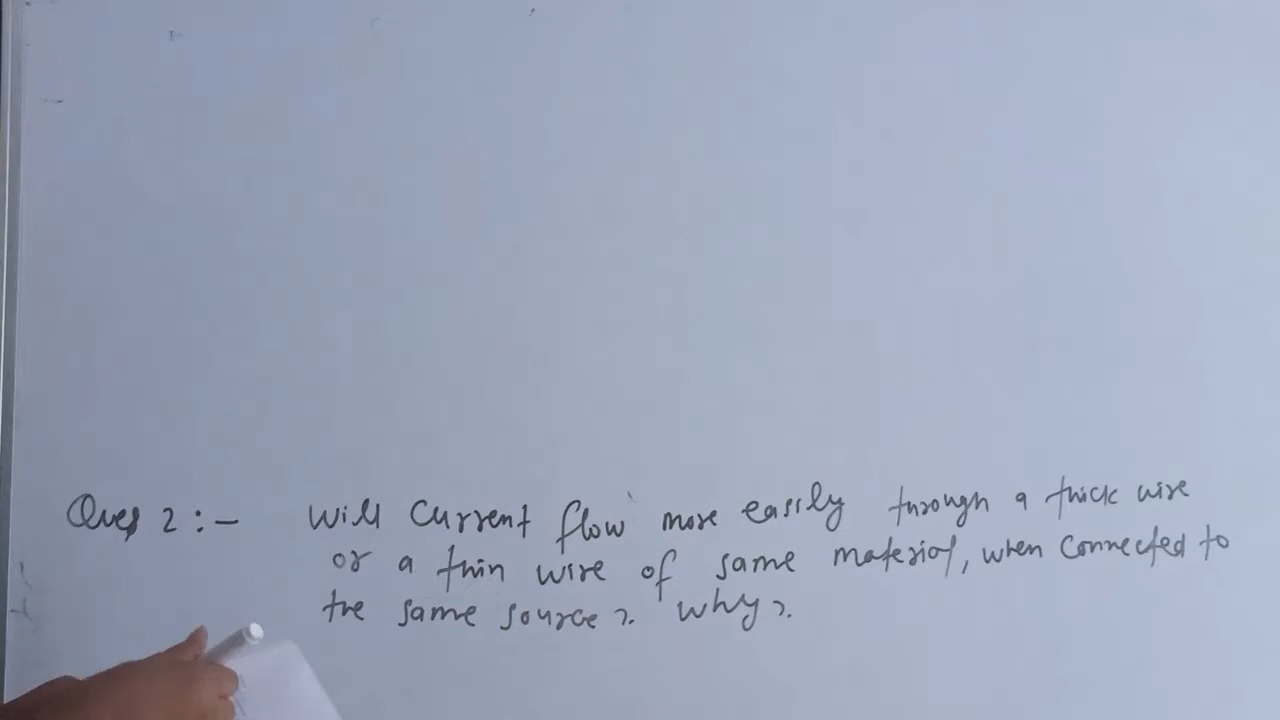 Ques 2 :- Will current flow more easily through a thick wire
or a thin wire of same material, when connected to
the same source ? Why ?